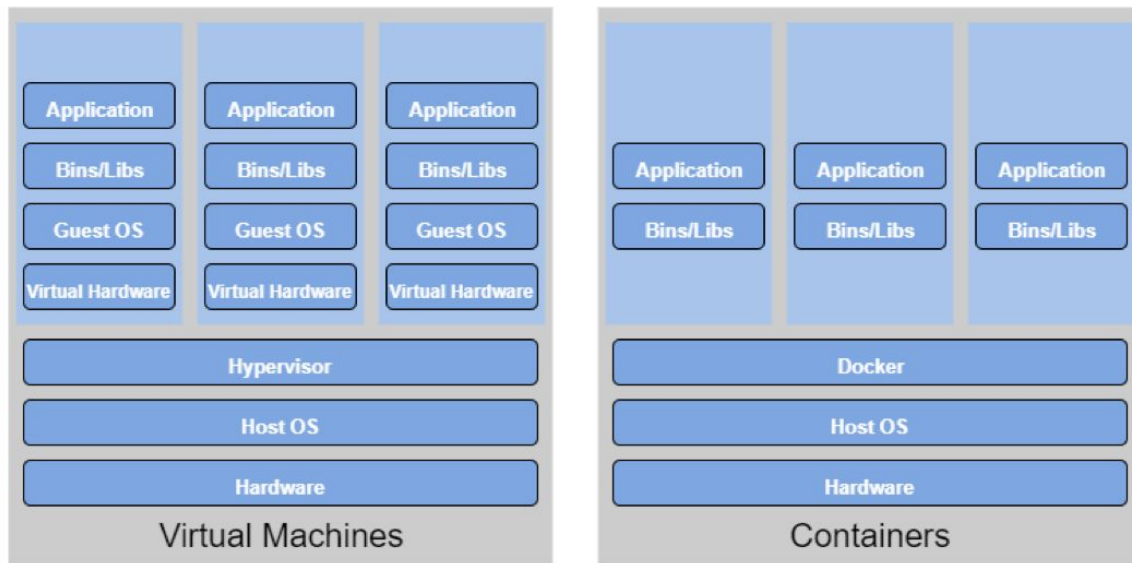 Application Application Application
Bins/Libs Bins/Libs Bins/Libs
Guest OS Guest OS Guest OS
Virtual Hardware Virtual Hardware Virtual Hardware
Hypervisor
Host OS
Hardware
Virtual Machines
Application Application Application
Bins/Libs Bins/Libs Bins/Libs
Docker
Host OS
Hardware
Containers